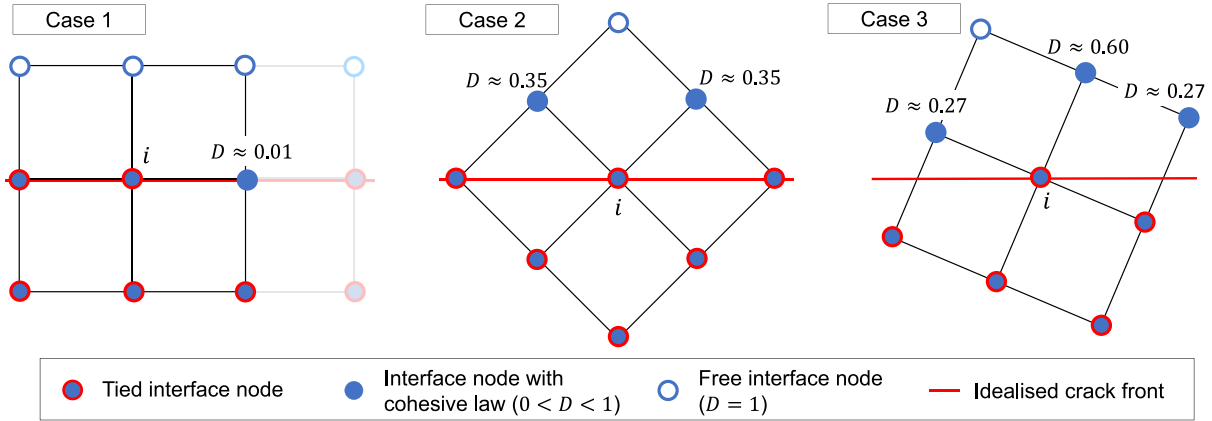 Case 1
Case 2
Case 3
D ≈ 0.60
D ≈ 0.35
D ≈ 0.35
D ≈ 0.27
D ≈ 0.27
i
D ≈ 0.01
i
i
Tied interface node
Interface node with
cohesive law (0 < D < 1)
Free interface node
(D = 1)
Idealised crack front